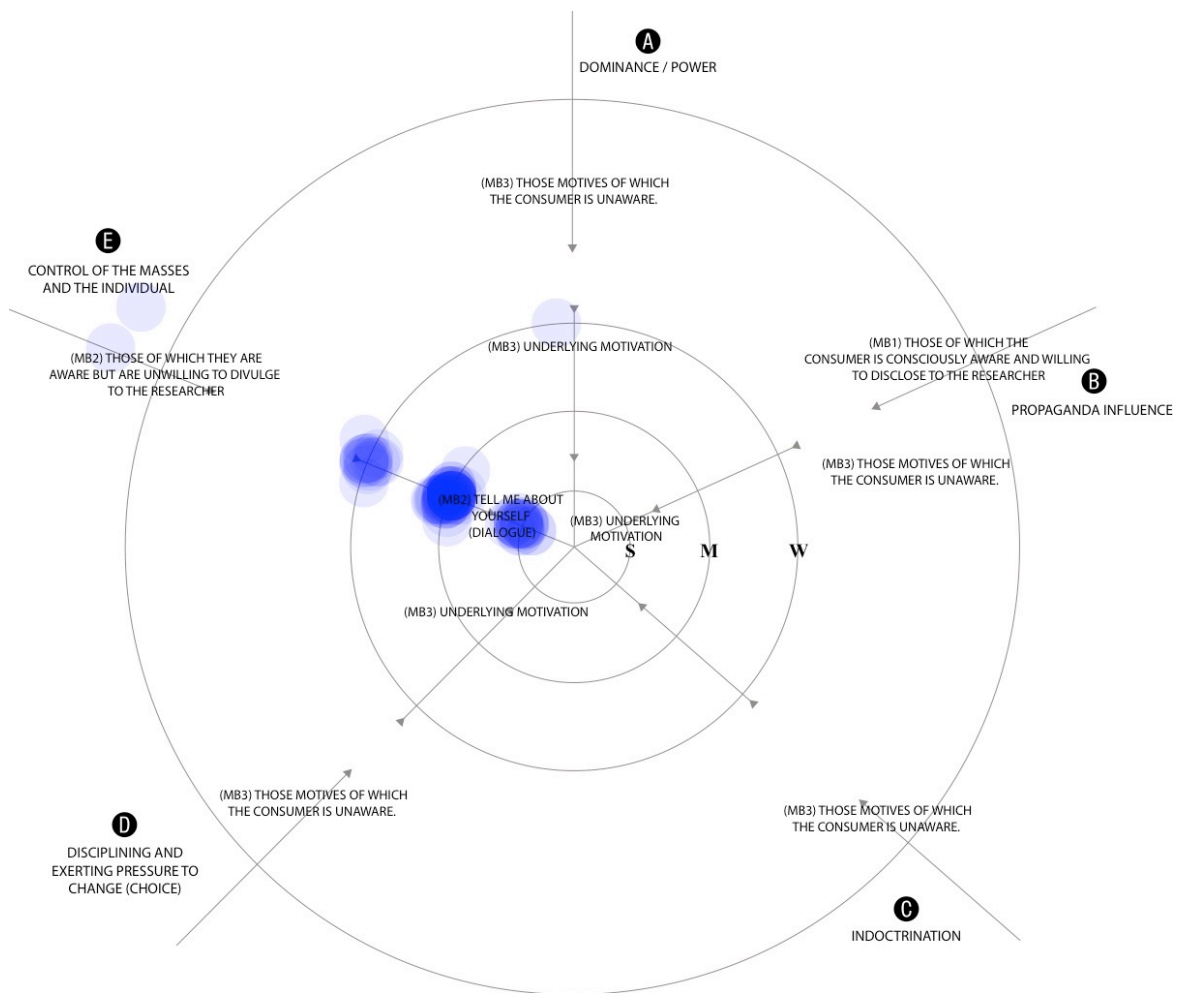 A
DOMINANCE / POWER
(MB3) THOSE MOTIVES OF WHICH
THE CONSUMER IS UNAWARE.
E
CONTROL OF THE MASSES
AND THE INDIVIDUAL
(MB2) THOSE OF WHICH THEY ARE
AWARE BUT ARE UNWILLING TO DIVULGE
TO THE RESEARCHER
(MB3) UNDERLYING MOTIVATION
(MB1) THOSE OF WHICH THE
CONSUMER IS CONSCIOUSLY AWARE AND WILLING
TO DISCLOSE TO THE RESEARCHER
B
PROPAGANDA INFLUENCE
(MB3) THOSE MOTIVES OF WHICH
THE CONSUMER IS UNAWARE.
(MB2) TELL ME ABOUT
YOURSELF
(DIALOGUE)
(MB3) UNDERLYING
MOTIVATION
S
M
W
(MB3) UNDERLYING MOTIVATION
(MB3) THOSE MOTIVES OF WHICH
THE CONSUMER IS UNAWARE.
D
DISCIPLINING AND
EXERTING PRESSURE TO
CHANGE (CHOICE)
(MB3) THOSE MOTIVES OF WHICH
THE CONSUMER IS UNAWARE.
C
INDOCTRINATION